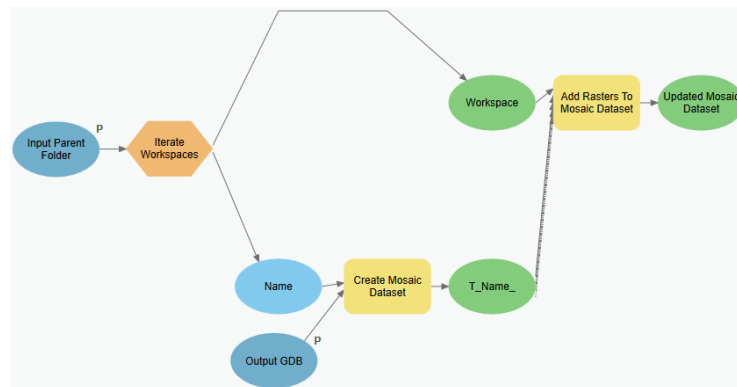 P
Input Parent
Folder
Iterate
Workspaces
Workspace
Add Rasters To
Mosaic Dataset
Updated Mosaic
Dataset
Name
Create Mosaic
Dataset
T_Name_
P
Output GDB